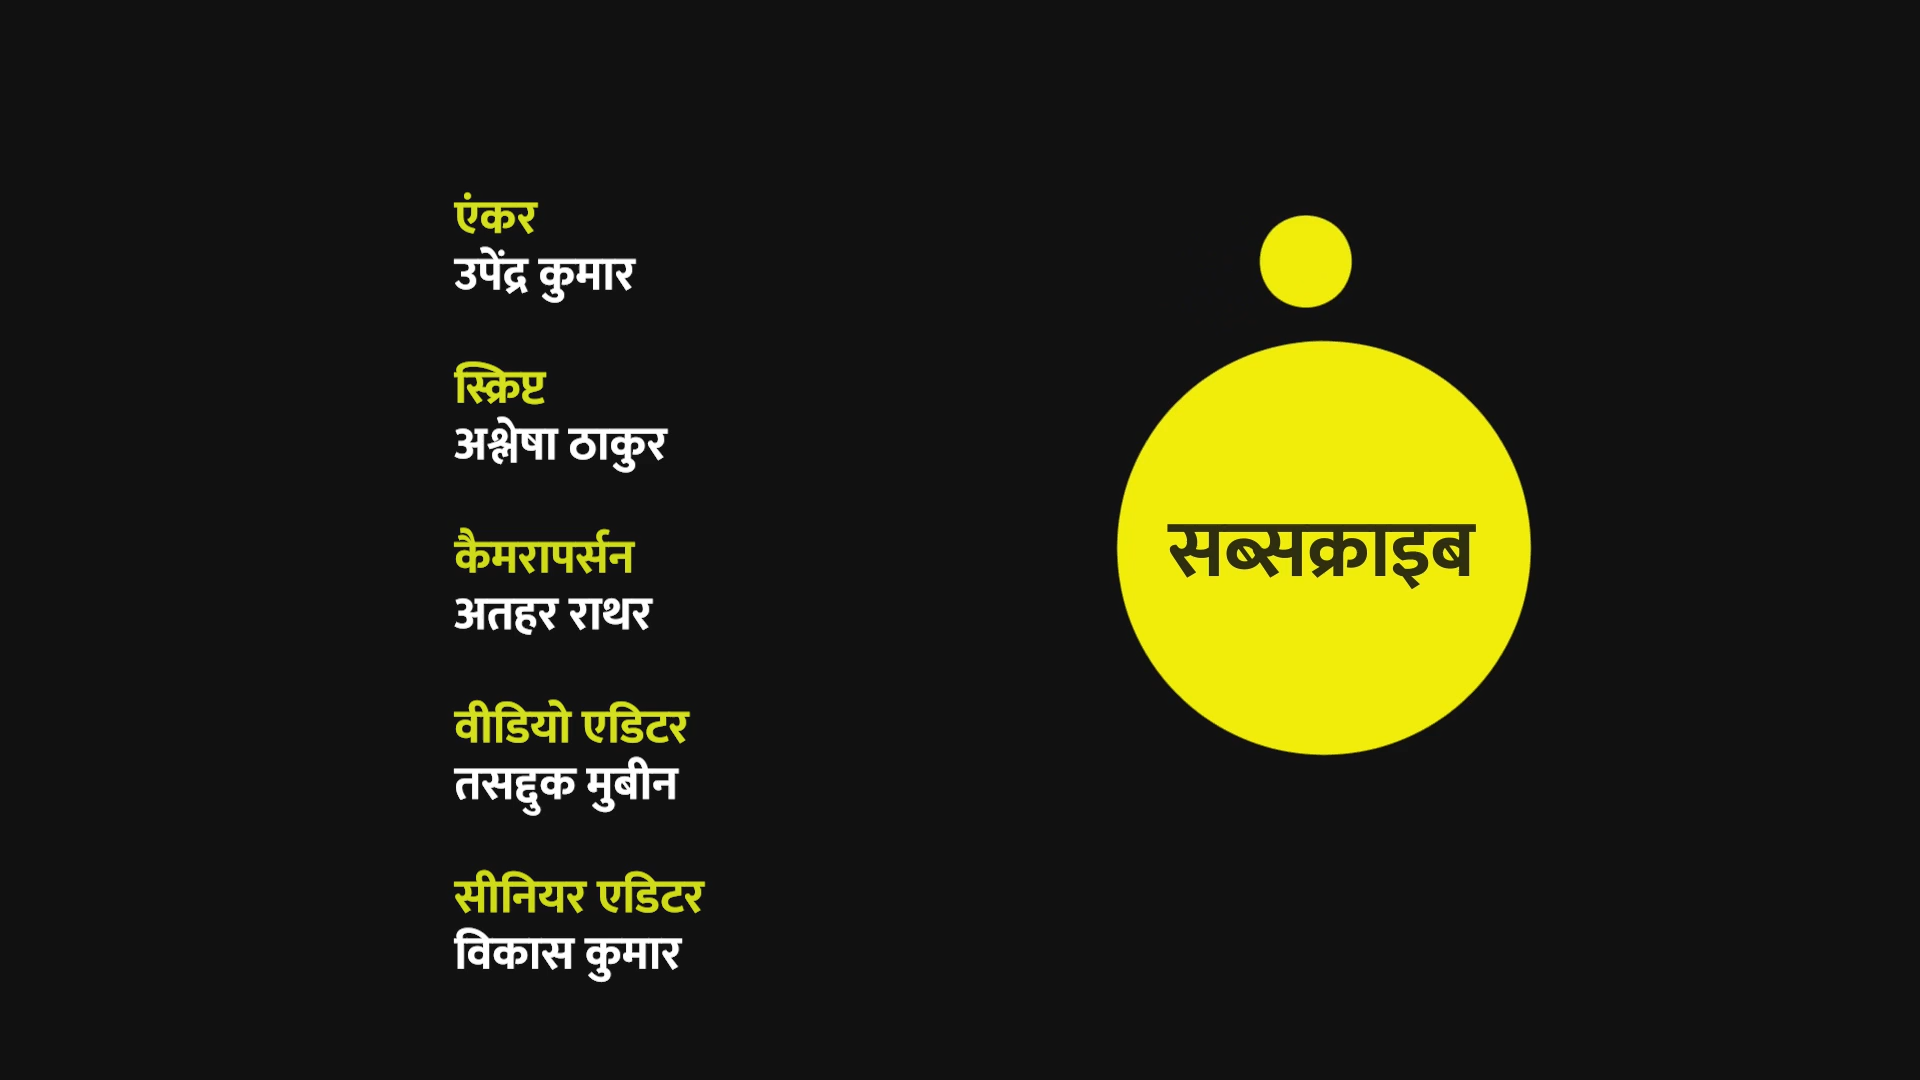 एंकर
उपेंद्र कुमार
स्क्रिप्ट
अश्लेषा ठाकुर
कैमरापर्सन
अतहर राथर
वीडियो एडिटर
तसद्दुक मुबीन
सीनियर एडिटर
विकास कुमार
सब्सक्राइब